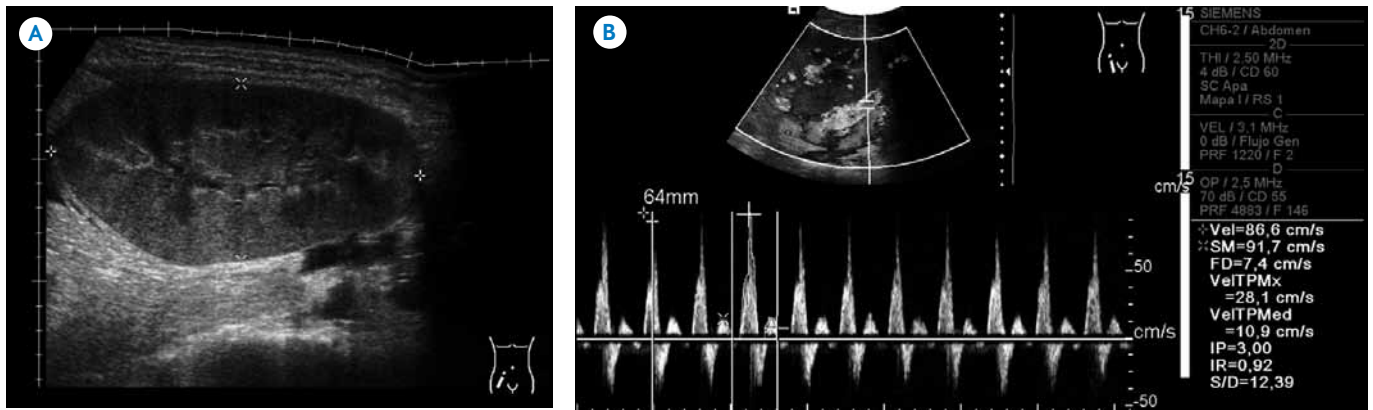 A
B
15
SIEMENS
CH6-2 / Abdomen
2D
THI / 2,50 MHz
4 dB / CD 60
SC Apa
Mapa I / RS 1
C
VEL / 3,1 MHz
0 dB / Flujo Gen
PRF 1220 / F 2
D
15
cm/s
OP / 2,5 MHz
70 dB / CD 55
PRF 4883 / F 146
64mm
Vel=86,6 cm/s
SM=91,7 cm/s
FD=7,4 cm/s
VelTPMx
=28,1 cm/s
VelTPMed
=10,9 cm/s
IP=3,00
IR=0,92
S/D=12,39
-50
cm/s
-50